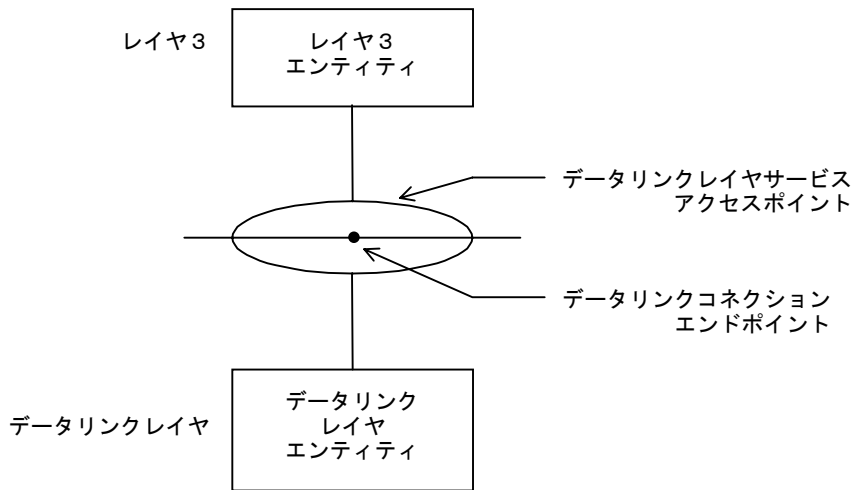 レイヤ3
レイヤ3
エンティティ
データリンクレイヤサービス
アクセスポイント
データリンクコネクション
エンドポイント
データリンクレイヤ
データリンク
レイヤ
エンティティ